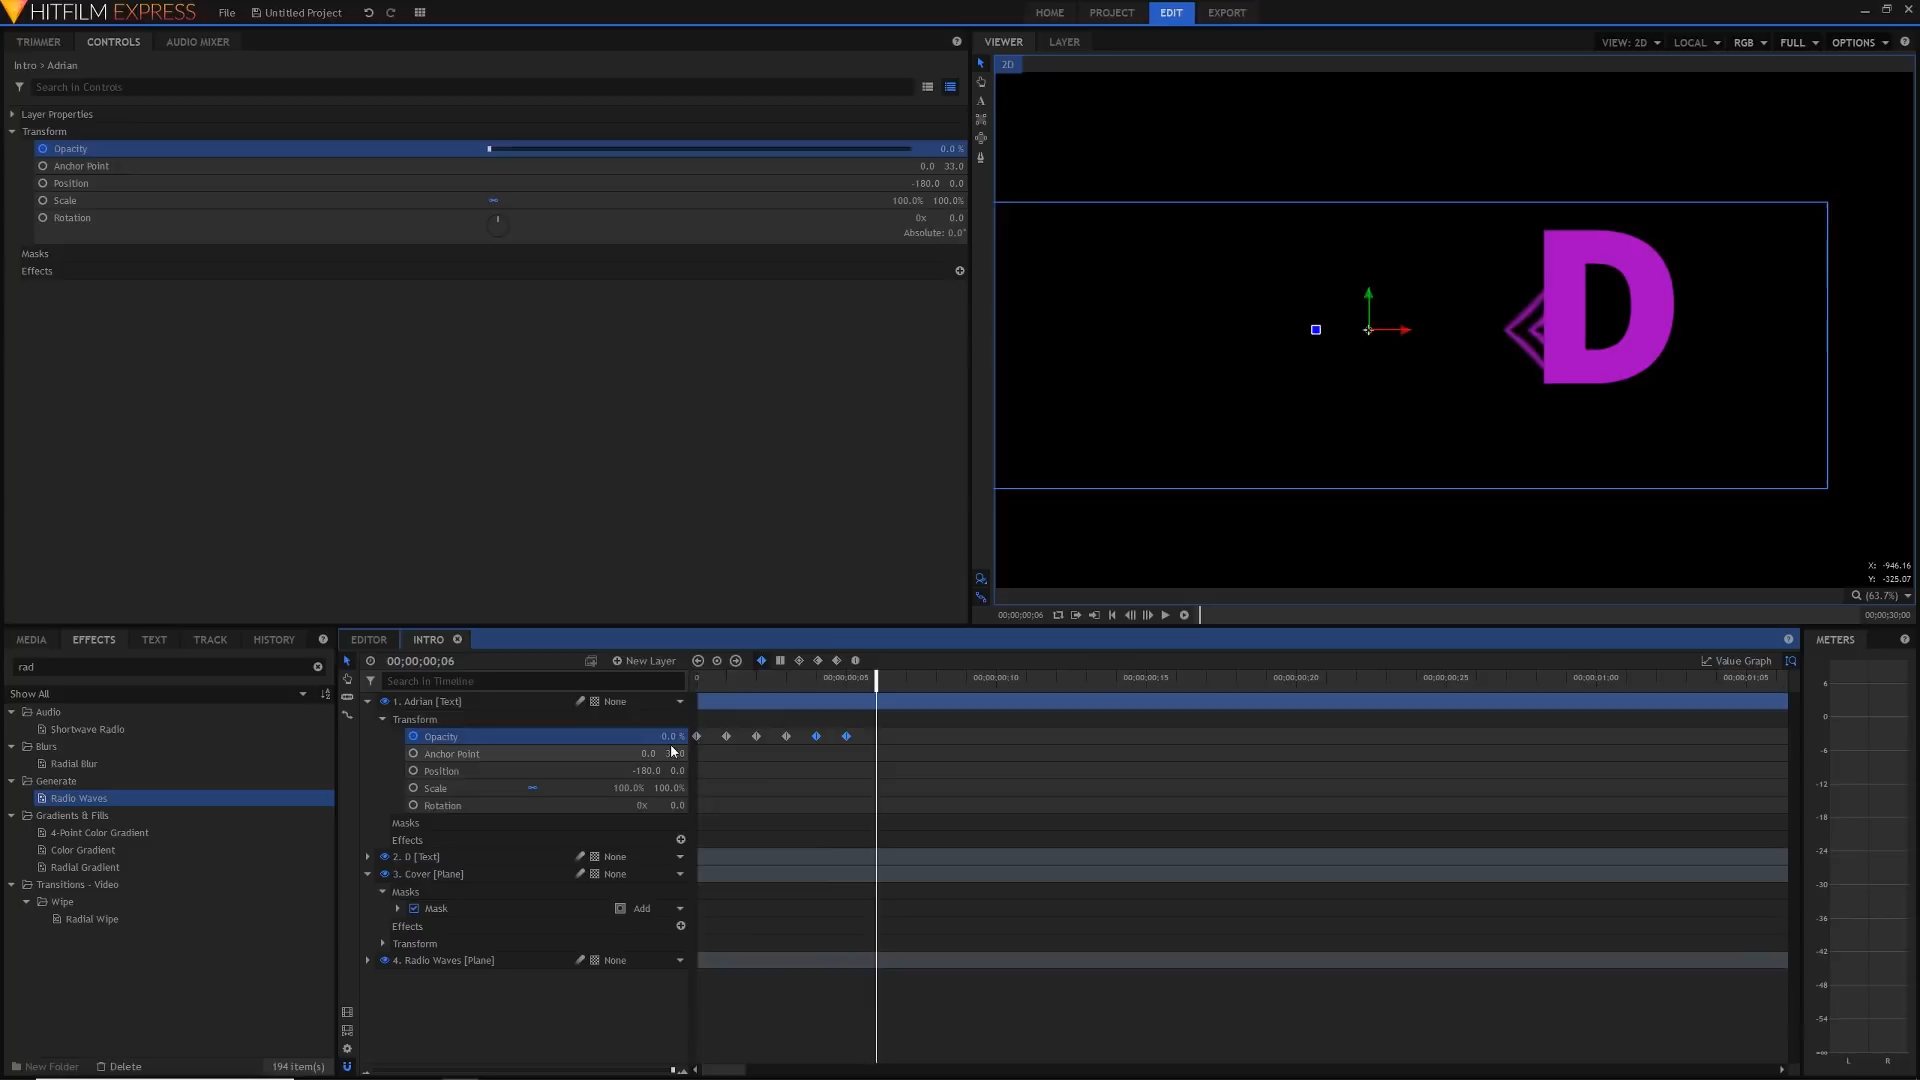 HITFILM EXPRESS File Untitled Project HOME PROJECT EDIT EXPORT
TRIMMER CONTROLS AUDIO MIXER
Intro > Adrian
Search in Controls
Layer Properties
Transform
Opacity 0.0 %
Anchor Point 0.0 33.0
Position -180.0 0.0
Scale 100.0% 100.0%
Rotation 0x 0.0
Absolute: 0.0°
Masks
Effects
VIEWER LAYER VIEW: 2D LOCAL RGB FULL OPTIONS
2D
A
D
X: -946.16
Y: -325.07
(63.7%)
00;00;00;06 00;00;30;00
MEDIA EFFECTS TEXT TRACK HISTORY
rad
Show All
Audio
Shortwave Radio
Blurs
Radial Blur
Generate
Radio Waves
Gradients & Fills
4-Point Color Gradient
Color Gradient
Radial Gradient
Transitions - Video
Wipe
Radial Wipe
New Folder Delete 194 item(s)
EDITOR INTRO
00;00;00;06 New Layer Value Graph
Search in Timeline
0 00;00;00;05 00;00;00;10 00;00;00;15 00;00;00;20 00;00;00;25 00;00;01;00 00;00;01;05
1. Adrian [Text] None
Transform
Opacity 0.0 %
Anchor Point 0.0
Position -180.0 0.0
Scale 100.0% 100.0%
Rotation 0x 0.0
Masks
Effects
2. D [Text] None
3. Cover [Plane] None
Masks
Mask Add
Effects
Transform
4. Radio Waves [Plane] None
METERS
6
0
-6
-12
-18
-24
-30
-36
-42
-48
-54
-∞
L R